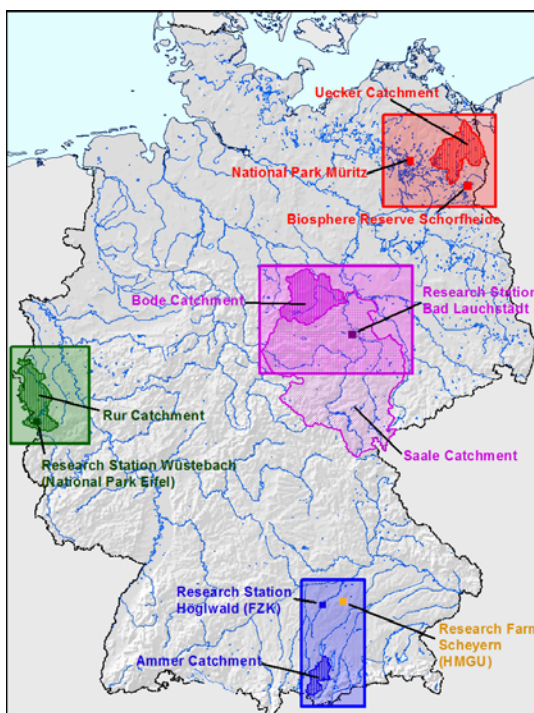 Uecker Catchment
National Park Müritz
Biosphere Reserve Schorfheide
Bode Catchment
Research Station
Bad Lauchstädt
Rur Catchment
Saale Catchment
Research Station Wüstebach
(National Park Eifel)
Research Station
Höglwald (FZK)
Research Farm
Scheyern
(HMGU)
Ammer Catchment